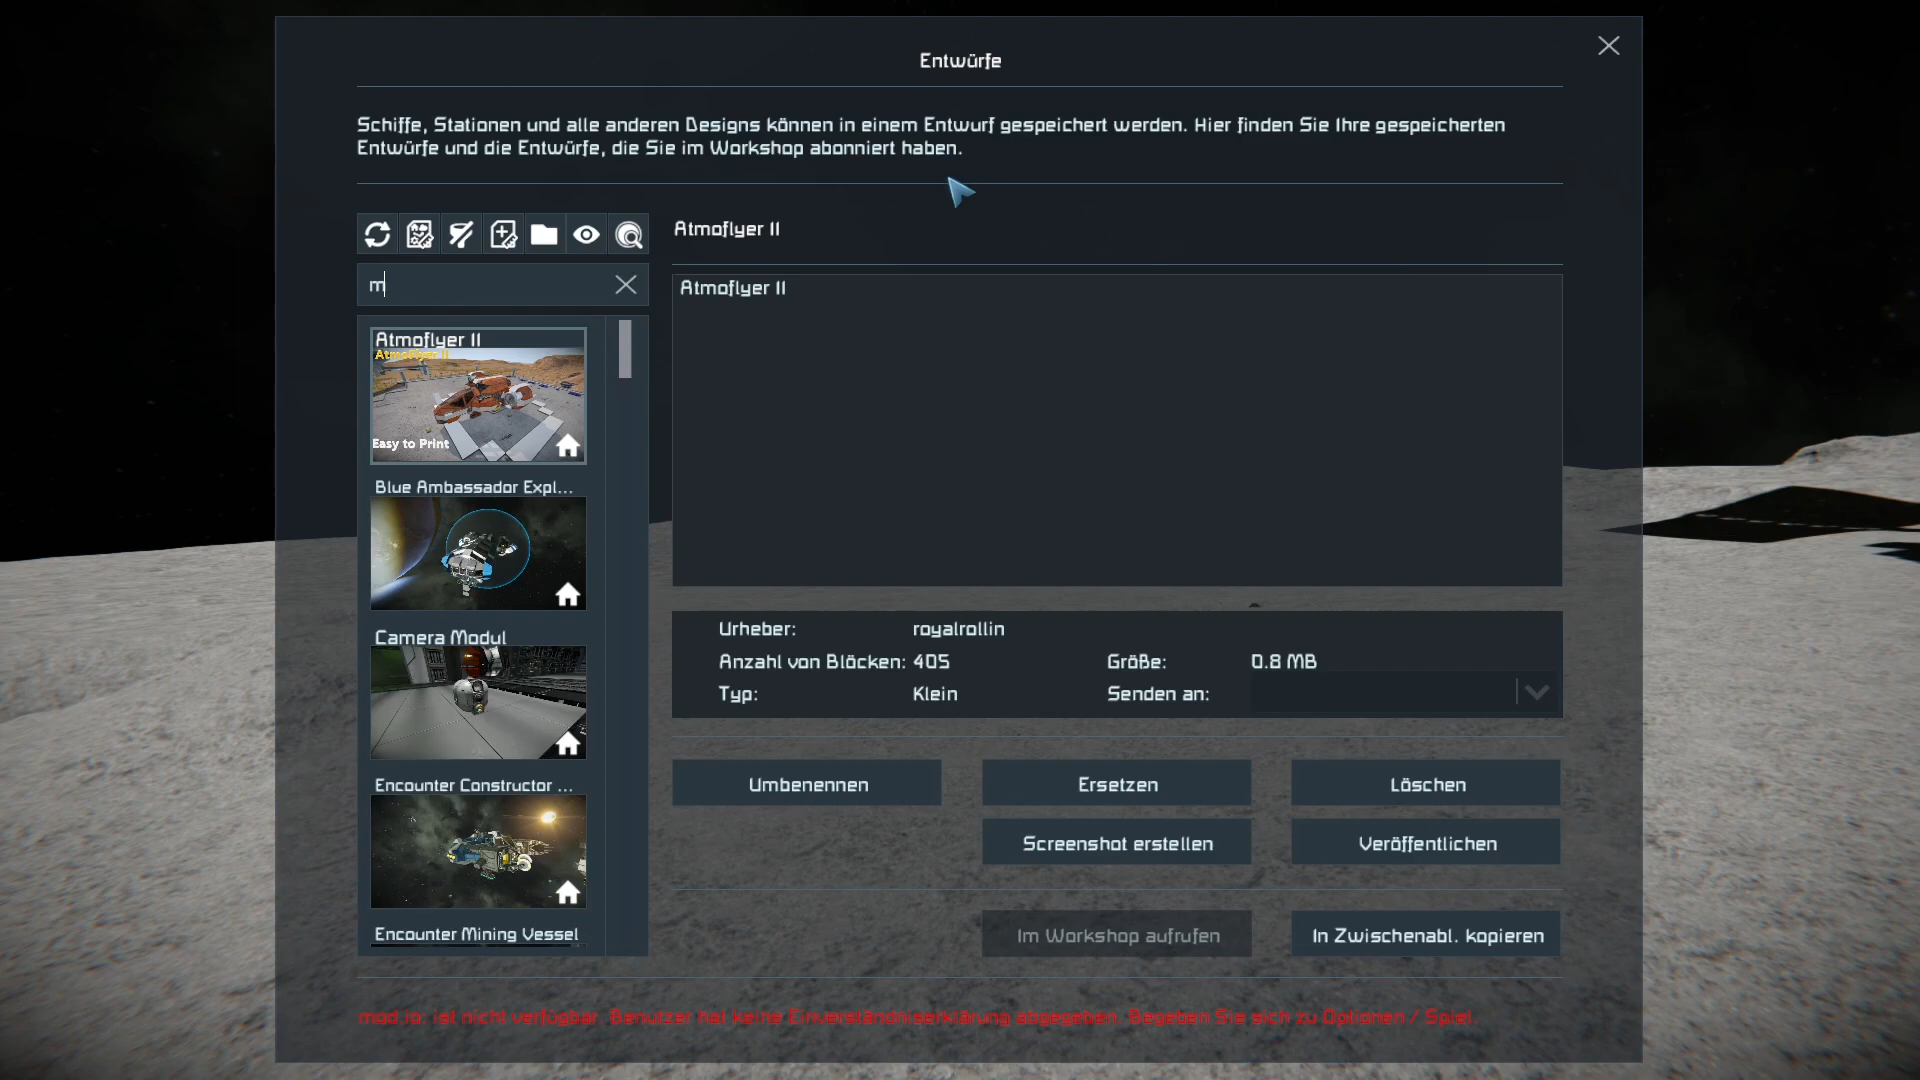 Entwürfe
Schiffe, Stationen und alle anderen Designs können in einem Entwurf gespeichert werden. Hier finden Sie Ihre gespeicherten
Entwürfe und die Entwürfe, die Sie im Workshop abonniert haben.
m
Atmoflyer II
AtmoFlyer II
Easy to Print
Blue Ambassador Expl...
Camera Modul
Encounter Constructor ...
Encounter Mining Vessel
Atmoflyer II
Atmoflyer II
Urheber: royalrollin
Anzahl von Blöcken: 405 Größe: 0.8 MB
Typ: Klein Senden an:
Umbenennen Ersetzen Löschen
Screenshot erstellen Veröffentlichen
Im Workshop aufrufen In Zwischenabl. kopieren
mod.io: ist nicht verfügbar. Benutzer hat keine Einverständniserklärung abgegeben. Begeben Sie sich zu Optionen / Spiel.